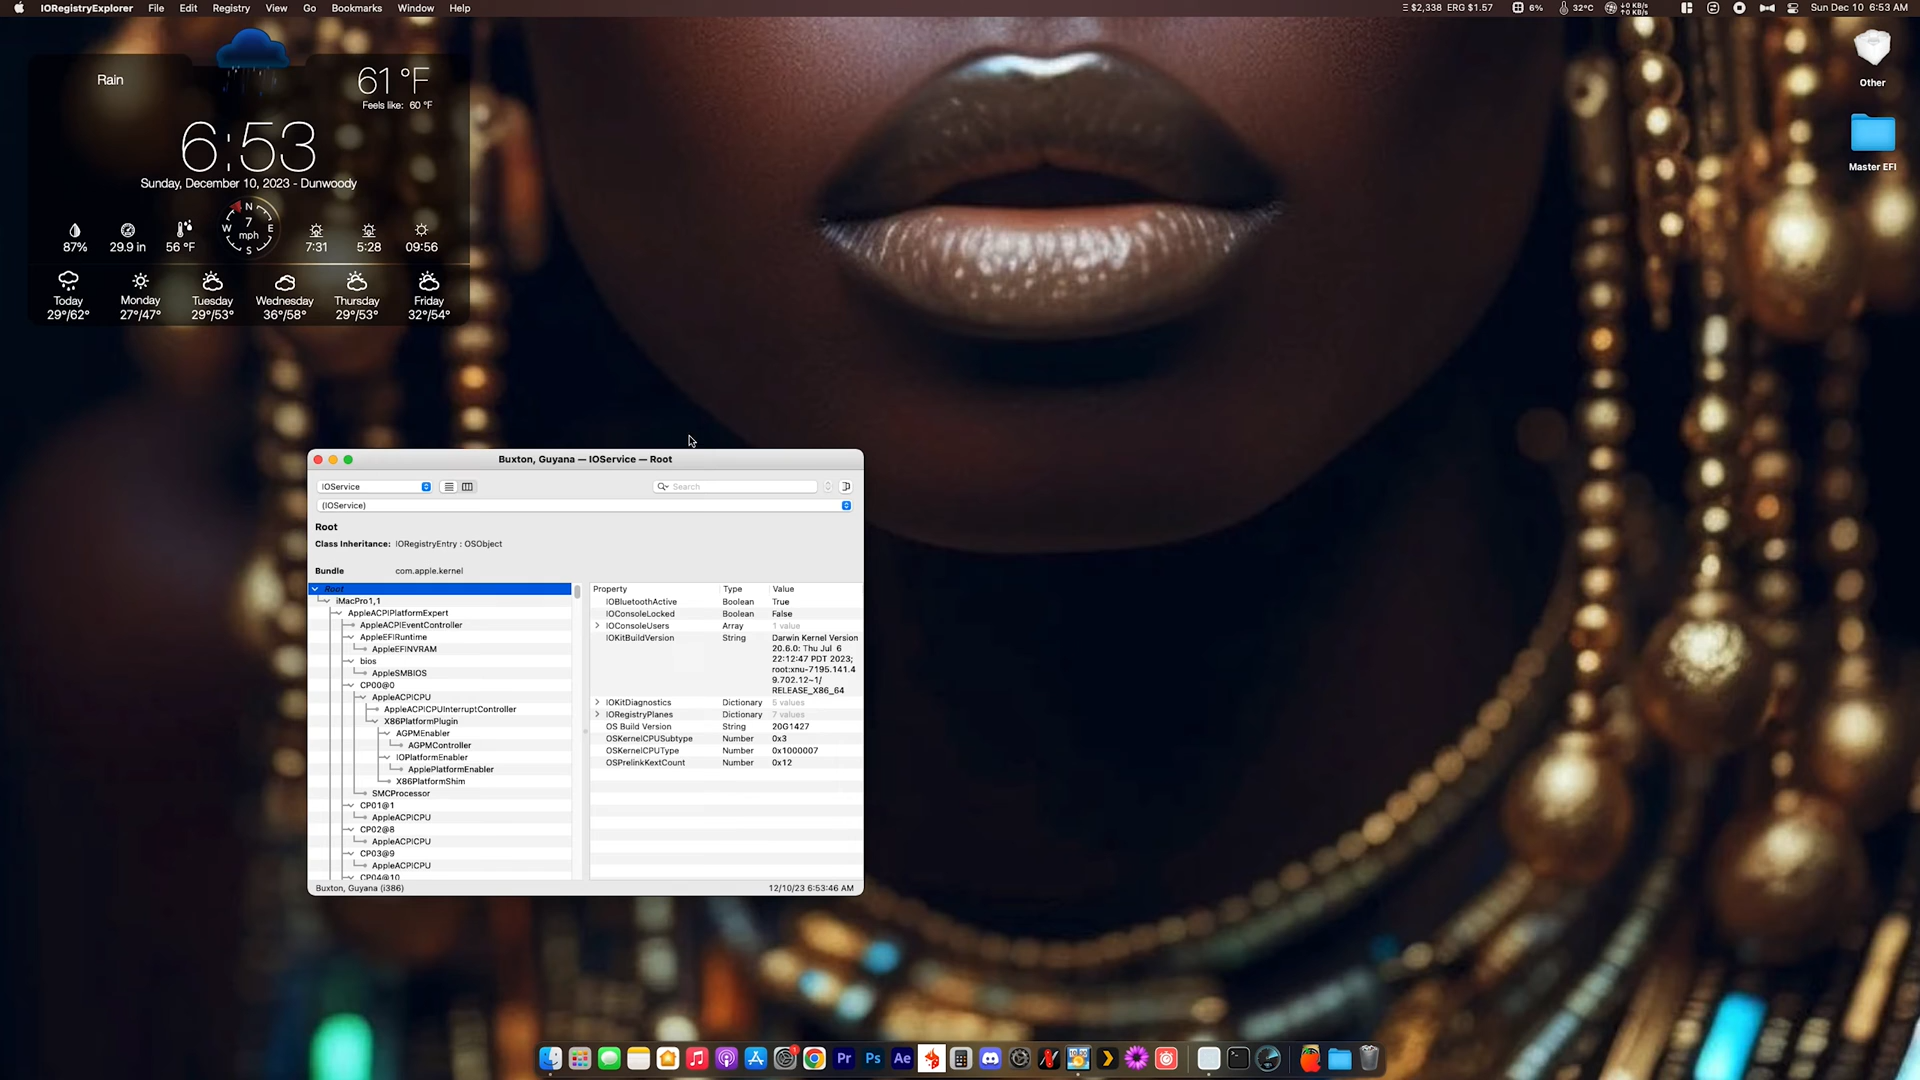 IORegistryExplorer File Edit Registry View Go Bookmarks Window Help
Ξ $2,338 ERG $1.57 6% 32°C ↓0 KB/s ↑0 KB/s Sun Dec 10 6:53 AM
Rain
61 °F
Feels like: 60 °F
6:53
Sunday, December 10, 2023 - Dunwoody
N
W 7 E
mph
S
87% 29.9 in 56 °F 7:31 5:28 09:56
Today Monday Tuesday Wednesday Thursday Friday
29°/62° 27°/47° 29°/53° 36°/58° 29°/53° 32°/54°
Other
Master EFI
Buxton, Guyana — IOService — Root
IOService
Search
(IOService)
Root
Class Inheritance: IORegistryEntry : OSObject
Bundle com.apple.kernel
Root
iMacPro1,1
AppleACPIPlatformExpert
AppleACPIEventController
AppleEFIRuntime
AppleEFINVRAM
bios
AppleSMBIOS
CP00@0
AppleACPICPU
AppleACPICPUInterruptController
X86PlatformPlugin
AGPMEnabler
AGPMController
IOPlatformEnabler
ApplePlatformEnabler
X86PlatformShim
SMCProcessor
CP01@1
AppleACPICPU
CP02@8
AppleACPICPU
CP03@9
AppleACPICPU
CP04@10
Property Type Value
IOBluetoothActive Boolean True
IOConsoleLocked Boolean False
IOConsoleUsers Array 1 value
IOKitBuildVersion String Darwin Kernel Version
20.6.0: Thu Jul 6
22:12:47 PDT 2023;
root:xnu-7195.141.4
9.702.12~1/
RELEASE_X86_64
IOKitDiagnostics Dictionary 5 values
IORegistryPlanes Dictionary 7 values
OS Build Version String 20G1427
OSKernelCPUSubtype Number 0x3
OSKernelCPUType Number 0x1000007
OSPrelinkKextCount Number 0x12
Buxton, Guyana (i386) 12/10/23 6:53:46 AM
Pr Ps Ae